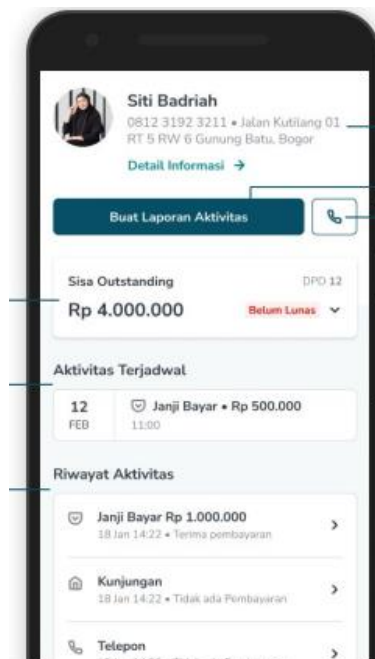 Siti Badriah
0812 3192 3211 • Jalan Kutilang 01
RT 5 RW 6 Gunung Batu, Bogor
Detail Informasi →
Buat Laporan Aktivitas
Sisa Outstanding DPD 12
Rp 4.000.000 Belum Lunas
Aktivitas Terjadwal
12 Janji Bayar • Rp 500.000
FEB 11:00
Riwayat Aktivitas
Janji Bayar Rp 1.000.000
18 Jan 14:22 • Terima pembayaran
Kunjungan
18 Jan 14:22 • Tidak ada Pembayaran
Telepon